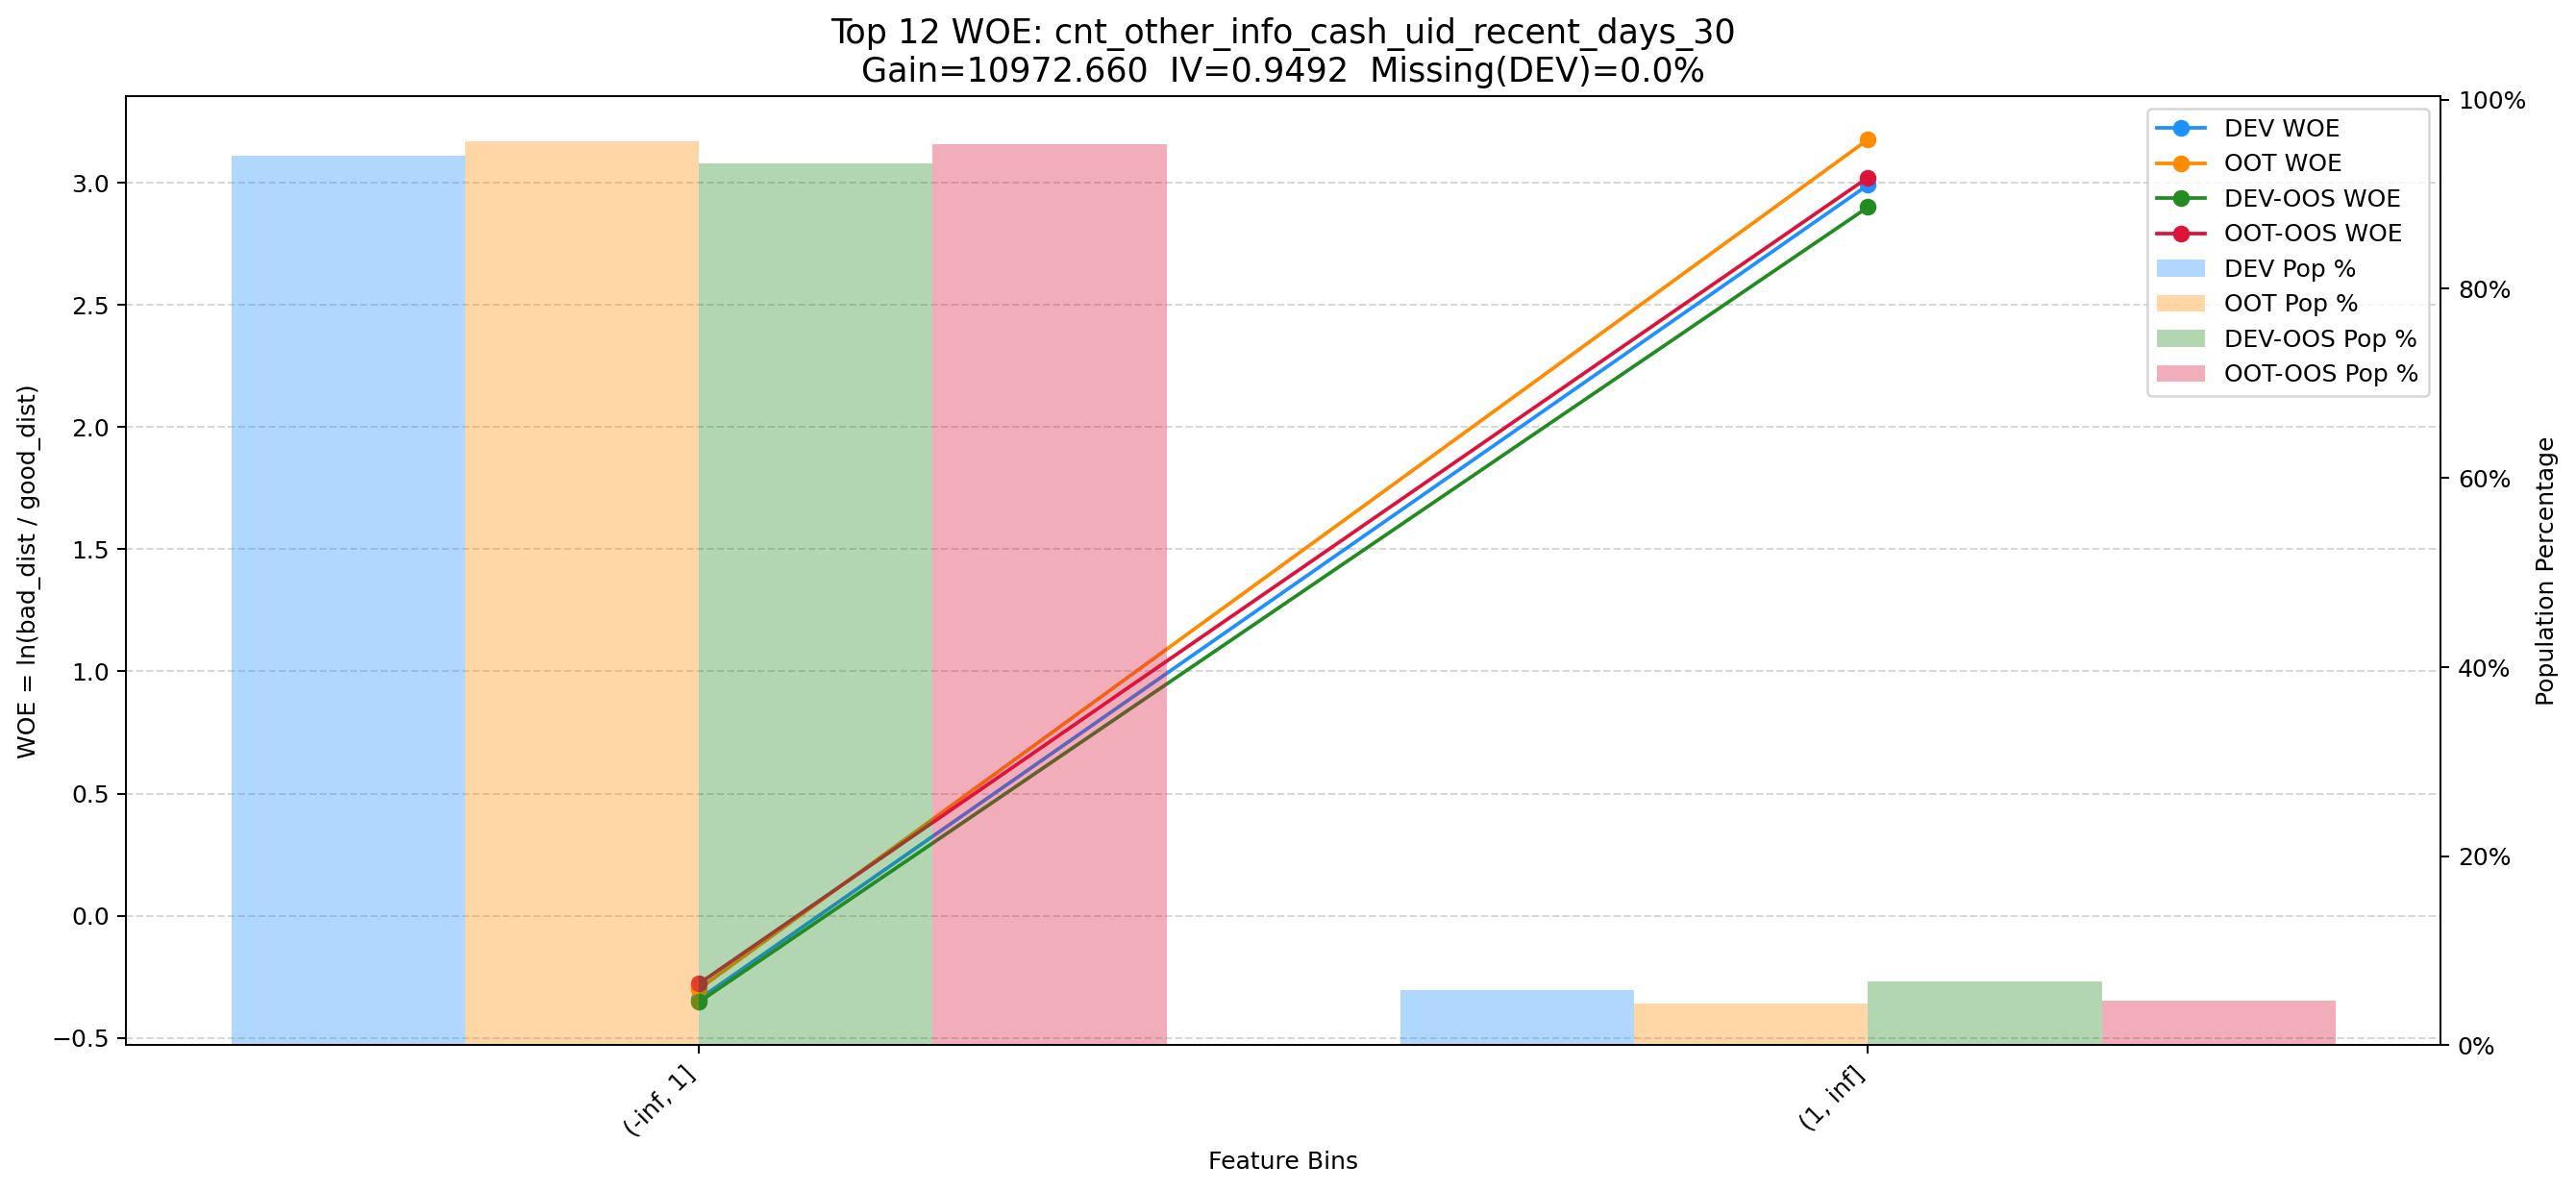 Top 12 WOE: cnt_other_info_cash_uid_recent_days_30
Gain=10972.660  IV=0.9492  Missing(DEV)=0.0%
WOE = ln(bad_dist / good_dist)
3.0
2.5
2.0
1.5
1.0
0.5
0.0
−0.5
DEV WOE
OOT WOE
DEV-OOS WOE
OOT-OOS WOE
DEV Pop %
OOT Pop %
DEV-OOS Pop %
OOT-OOS Pop %
100%
80%
60%
40%
20%
0%
Population Percentage
(-inf, 1]
(1, inf]
Feature Bins